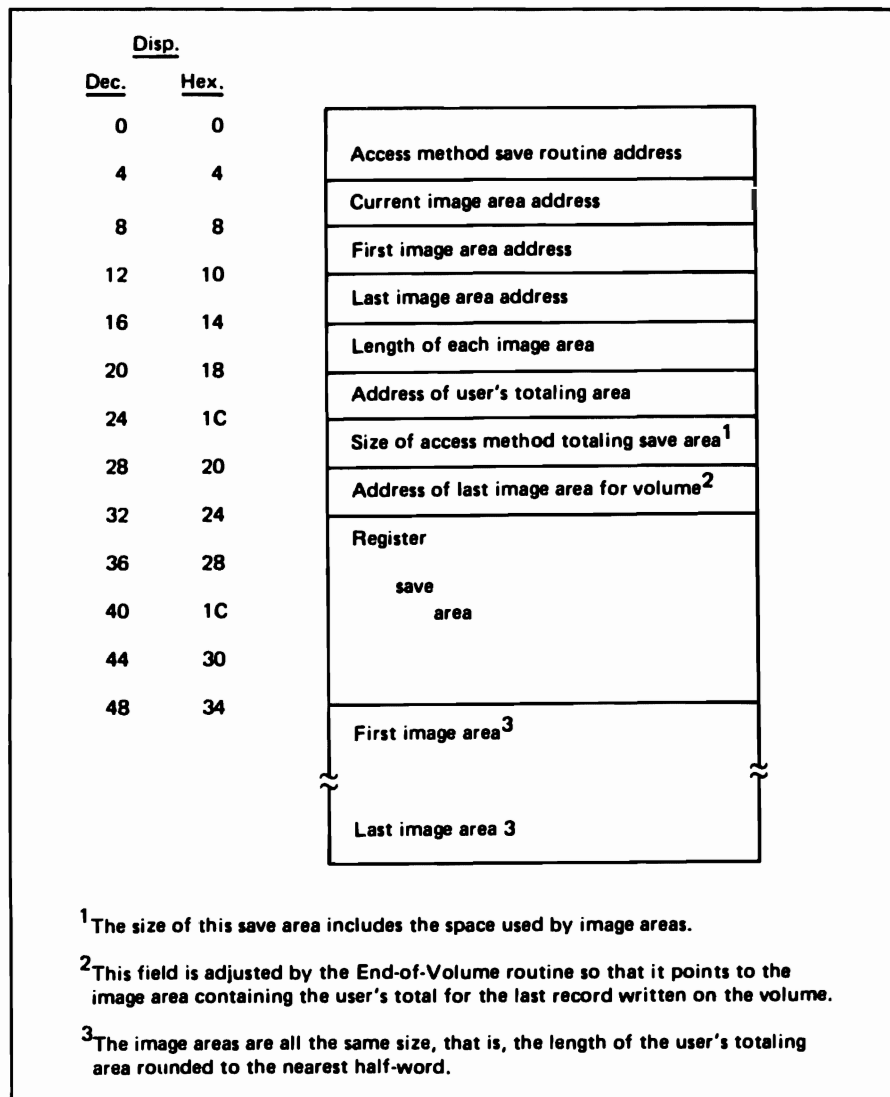 Disp.
Dec. Hex.
0 0
Access method save routine address
4 4
Current image area address
8 8
First image area address
12 10
Last image area address
16 14
Length of each image area
20 18
Address of user's totaling area
24 1C
Size of access method totaling save area1
28 20
Address of last image area for volume2
32 24
Register
36 28
save
40 1C
area
44 30
48 34
First image area3
Last image area 3
1The size of this save area includes the space used by image areas.
2This field is adjusted by the End-of-Volume routine so that it points to the
image area containing the user's total for the last record written on the volume.
3The image areas are all the same size, that is, the length of the user's totaling
area rounded to the nearest half-word.